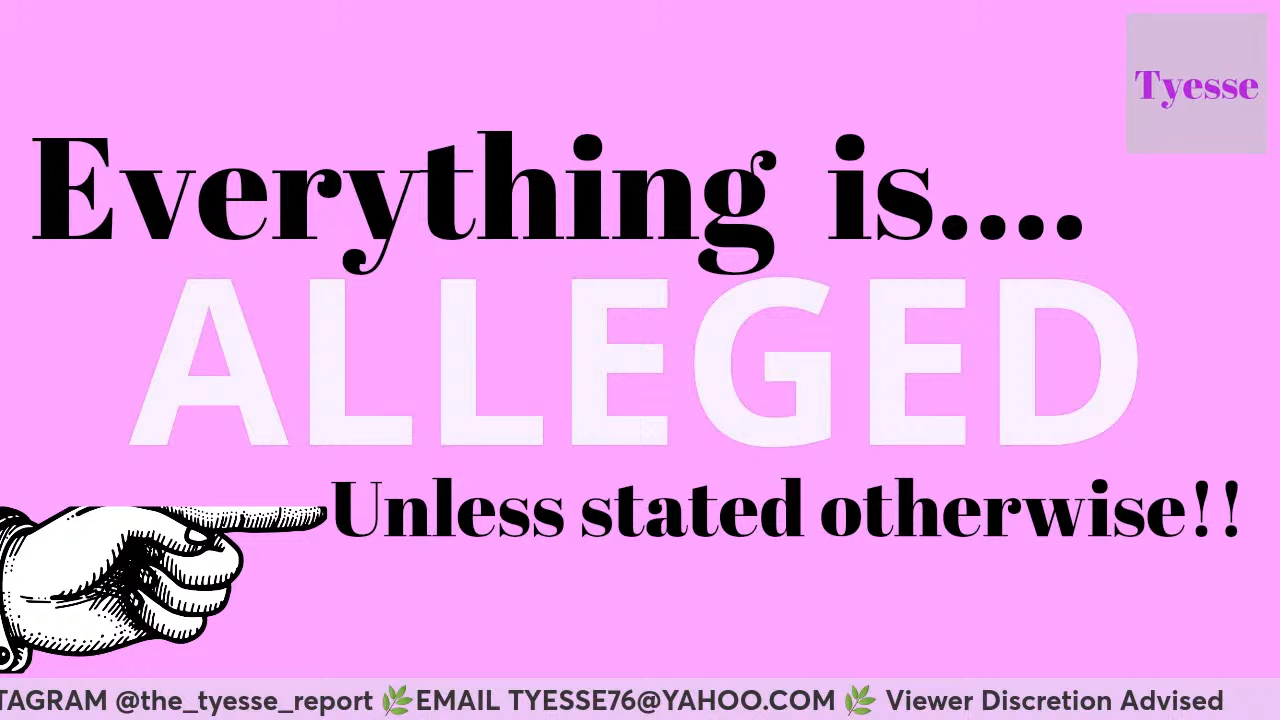 Tyesse
Everything is....
ALLEGED
Unless stated otherwise!!
TAGRAM @the_tyesse_report 🌿EMAIL TYESSE76@YAHOO.COM 🌿 Viewer Discretion Advised